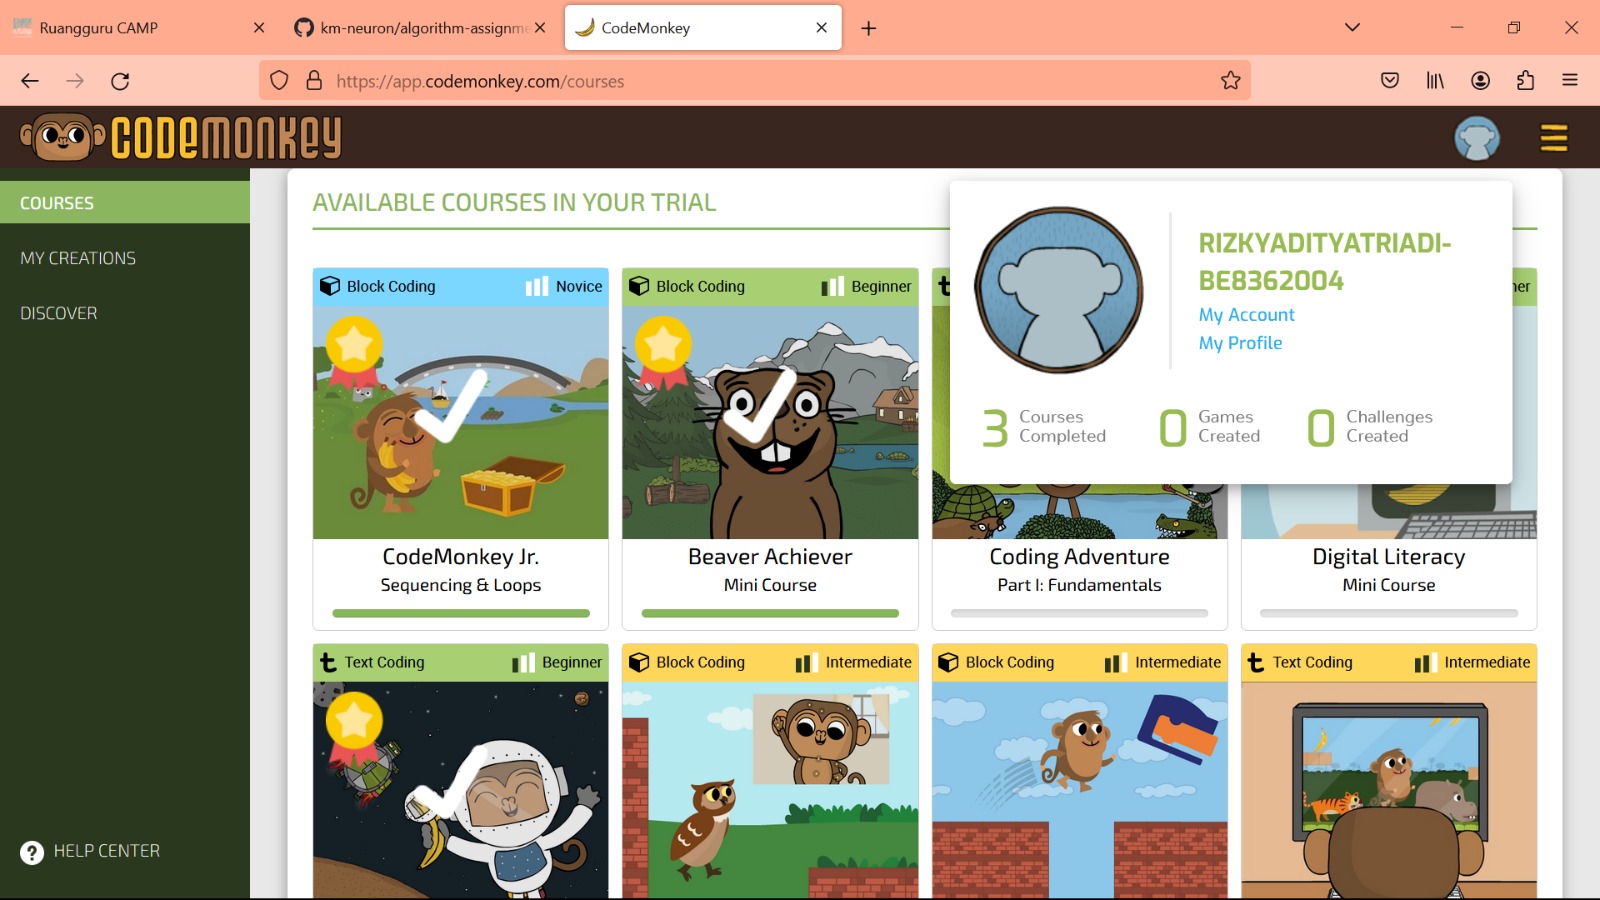 Ruangguru CAMP
km-neuron/algorithm-assignme
CodeMonkey
https://app.codemonkey.com/courses
CODEMONKEY
COURSES
MY CREATIONS
DISCOVER
HELP CENTER
AVAILABLE COURSES IN YOUR TRIAL
RIZKYADITYATRIADI-
BE8362004
My Account
My Profile
3 Courses Completed
0 Games Created
0 Challenges Created
Block Coding Novice
CodeMonkey Jr.
Sequencing & Loops
Block Coding Beginner
Beaver Achiever
Mini Course
t
Coding Adventure
Part I: Fundamentals
ner
Digital Literacy
Mini Course
t Text Coding Beginner
Block Coding Intermediate
Block Coding Intermediate
t Text Coding Intermediate